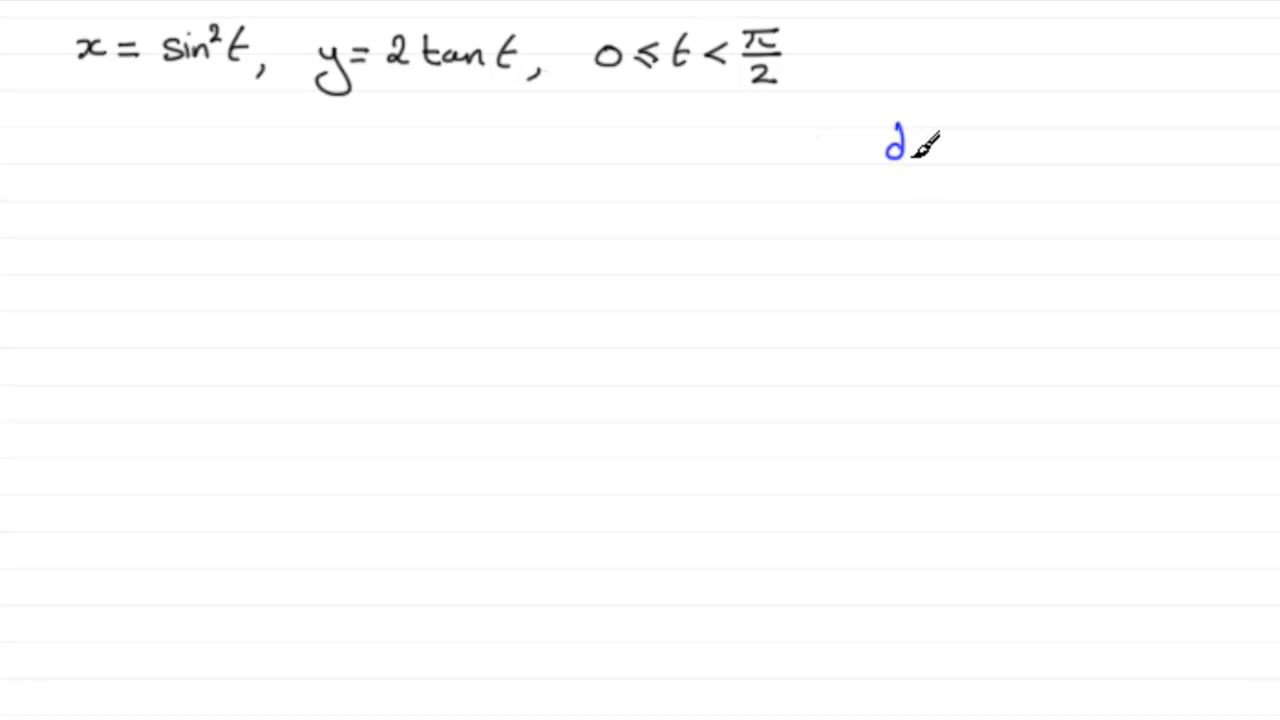 x = sin²t, y = 2 tan t, 0 ⩽ t < π/2
d